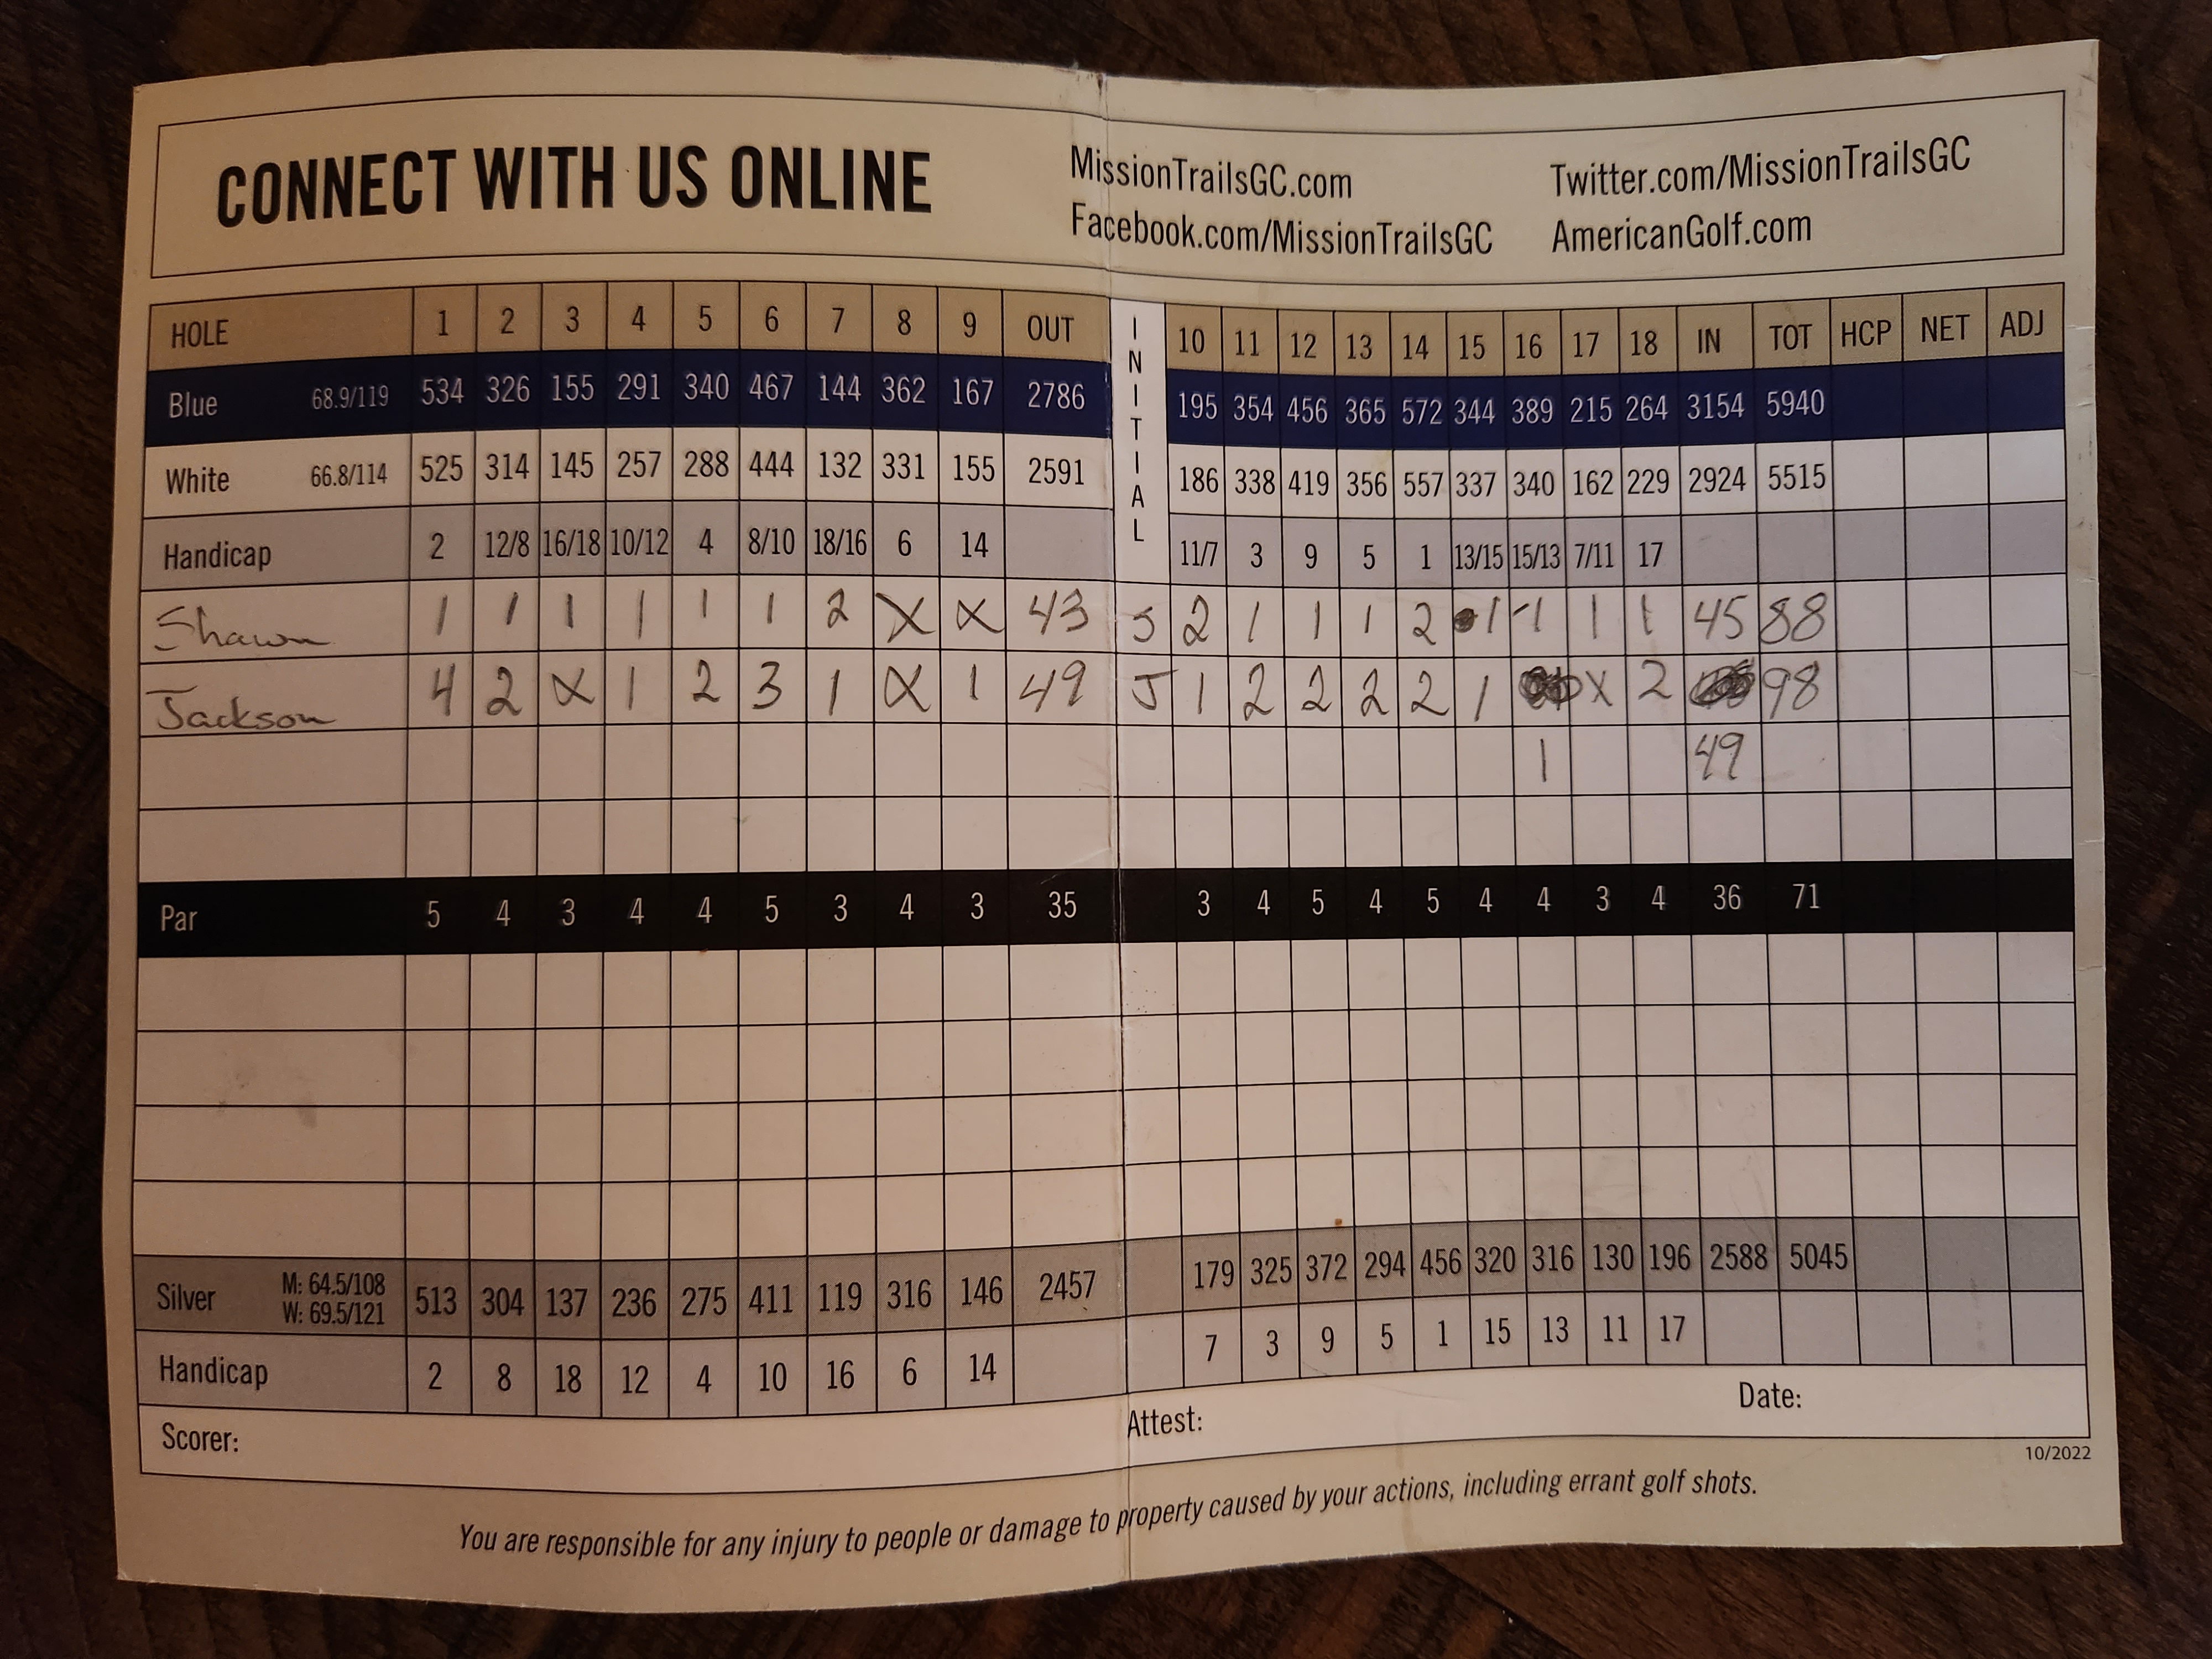 CONNECT WITH US ONLINE
MissionTrailsGC.com Twitter.com/MissionTrailsGC
Facebook.com/MissionTrailsGC AmericanGolf.com
HOLE 1 2 3 4 5 6 7 8 9 OUT INITIAL 10 11 12 13 14 15 16 17 18 IN TOT HCP NET ADJ
Blue 68.9/119 534 326 155 291 340 467 144 362 167 2786 195 354 456 365 572 344 389 215 264 3154 5940
White 66.8/114 525 314 145 257 288 444 132 331 155 2591 186 338 419 356 557 337 340 162 229 2924 5515
Handicap 2 12/8 16/18 10/12 4 8/10 18/16 6 14 11/7 3 9 5 1 13/15 15/13 7/11 17
Shawn 1 1 1 1 1 1 2 X X 43 S 2 1 1 1 2 1 1 1 1 45 88
Jackson 4 2 X 1 2 3 1 X 1 49 J 1 2 2 2 2 1 X 2 98
1 49
Par 5 4 3 4 4 5 3 4 3 35 3 4 5 4 5 4 4 3 4 36 71
Silver M: 64.5/108 W: 69.5/121 513 304 137 236 275 411 119 316 146 2457 179 325 372 294 456 320 316 130 196 2588 5045
Handicap 2 8 18 12 4 10 16 6 14 7 3 9 5 1 15 13 11 17
Scorer: Attest: Date:
10/2022
You are responsible for any injury to people or damage to property caused by your actions, including errant golf shots.